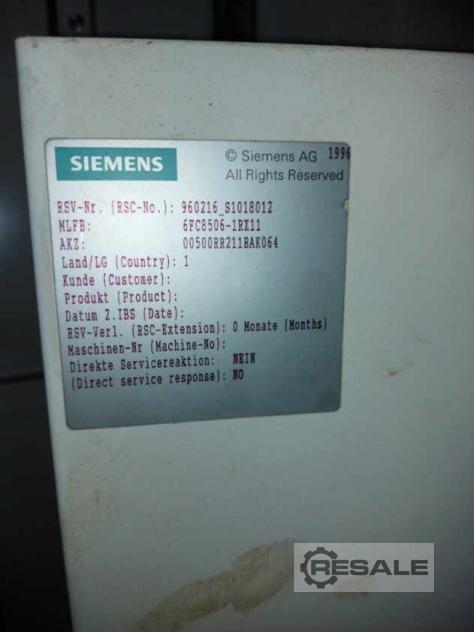 SIEMENS
© Siemens AG 1996
All Rights Reserved
RSV-Nr. (RSC-No.): 960216_S1018012
MLFB: 6FC8506-1RX11
AKZ: 00500RR211BAK064
Land/LG (Country): 1
Kunde (Customer):
Produkt (Product):
Datum 2.IBS (Date):
RSV-Verl. (RSC-Extension): 0 Monate (Months)
Maschinen-Nr (Machine-No):
Direkte Servicereaktion: NEIN
(Direct service response): NO
RESALE